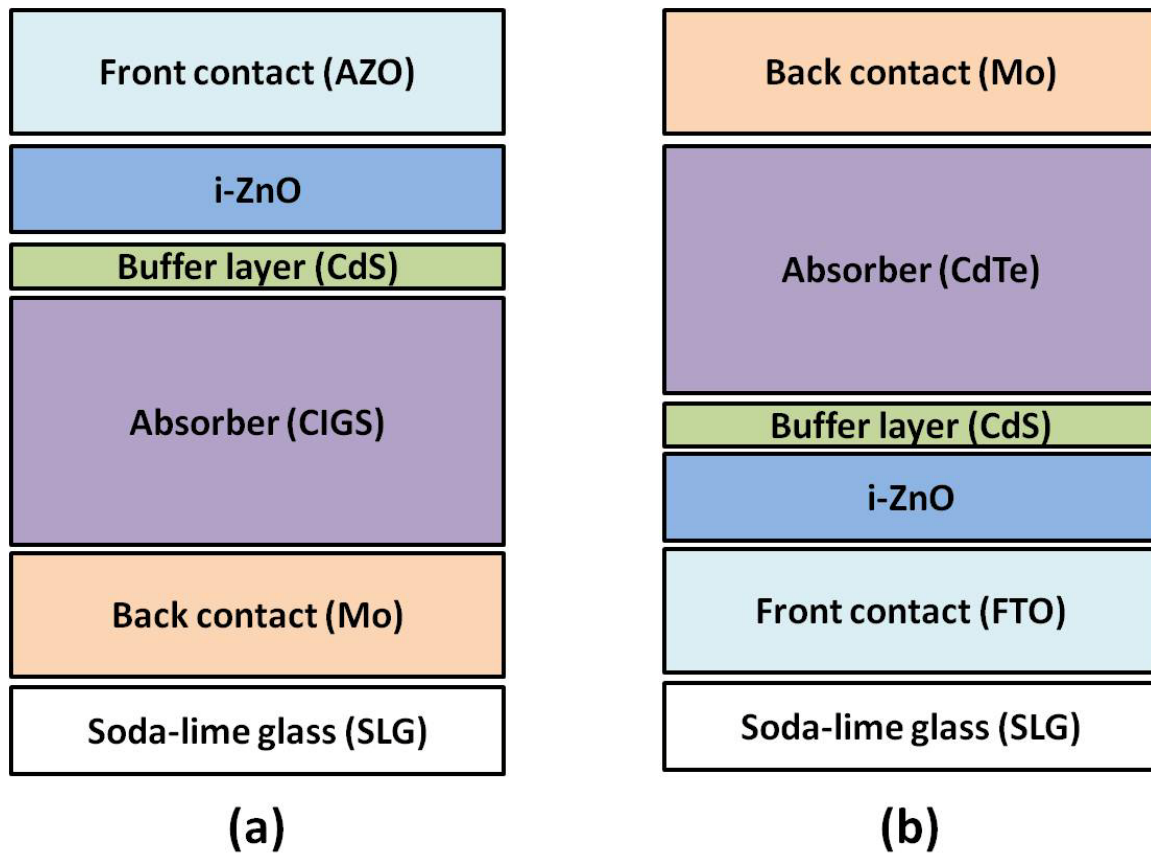 Front contact (AZO)
i-ZnO
Buffer layer (CdS)
Absorber (CIGS)
Back contact (Mo)
Soda-lime glass (SLG)
(a)
Back contact (Mo)
Absorber (CdTe)
Buffer layer (CdS)
i-ZnO
Front contact (FTO)
Soda-lime glass (SLG)
(b)